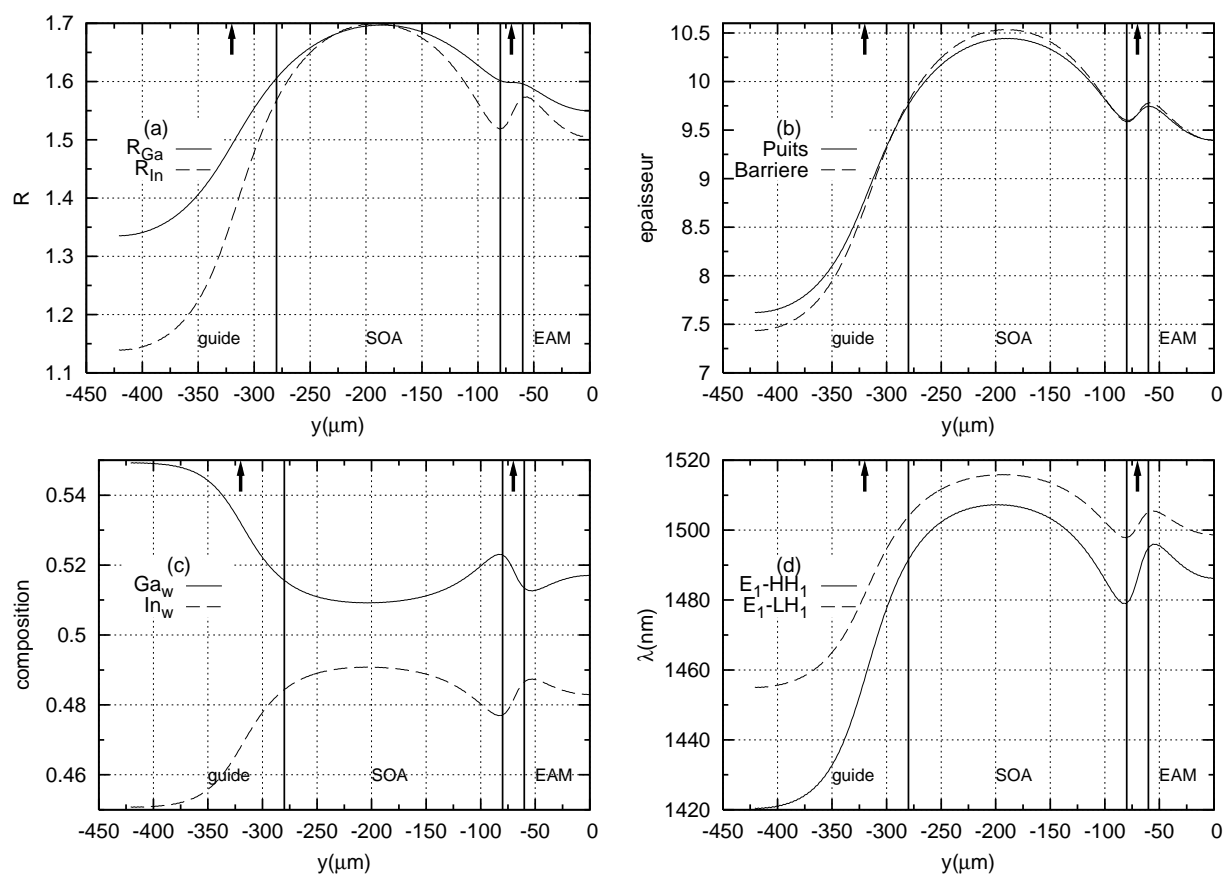 1.7
1.6
1.5
1.4
1.3
1.2
1.1
R
(a)
R_Ga
R_In
guide
SOA
EAM
-450 -400 -350 -300 -250 -200 -150 -100 -50 0
y(μm)
10.5
10
9.5
9
8.5
8
7.5
7
epaisseur
(b)
Puits
Barriere
guide
SOA
EAM
-450 -400 -350 -300 -250 -200 -150 -100 -50 0
y(μm)
0.54
0.52
0.5
0.48
0.46
composition
(c)
Ga_w
In_w
guide
SOA
EAM
-450 -400 -350 -300 -250 -200 -150 -100 -50 0
y(μm)
1520
1500
1480
1460
1440
1420
λ(nm)
(d)
E_1-HH_1
E_1-LH_1
guide
SOA
EAM
-450 -400 -350 -300 -250 -200 -150 -100 -50 0
y(μm)